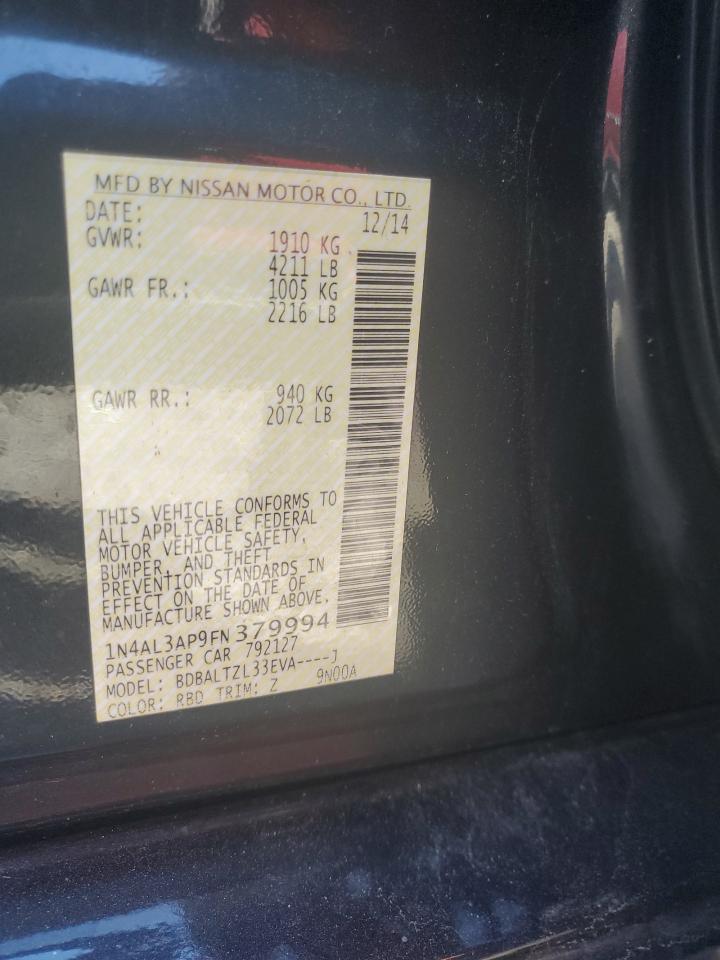 MFD BY NISSAN MOTOR CO., LTD.
DATE: 12/14
GVWR: 1910 KG
4211 LB
GAWR FR.: 1005 KG
2216 LB
GAWR RR.: 940 KG
2072 LB
THIS VEHICLE CONFORMS TO
ALL APPLICABLE FEDERAL
MOTOR VEHICLE SAFETY,
BUMPER, AND THEFT
PREVENTION STANDARDS IN
EFFECT ON THE DATE OF
MANUFACTURE SHOWN ABOVE.
1N4AL3AP9FN379994
PASSENGER CAR 792127
MODEL: BDBALTZL33EVA----J
COLOR: RBD TRIM: Z 9N00A